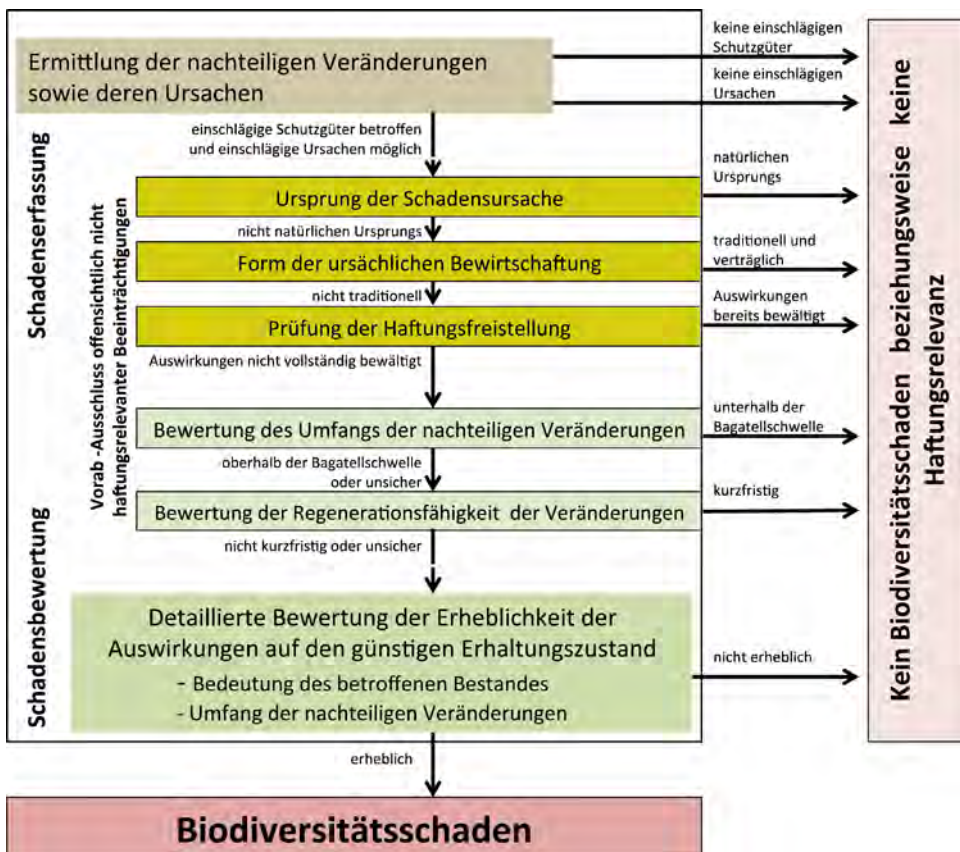 Ermittlung der nachteiligen Veränderungen
sowie deren Ursachen
keine einschlägigen
Schutzgüter
keine einschlägigen
Ursachen
einschlägige Schutzgüter betroffen
und einschlägige Ursachen möglich
Schadenserfassung
Vorab -Ausschluss offensichtlich nicht
haftungsrelevanter Beeinträchtigungen
Ursprung der Schadensursache
natürlichen
Ursprungs
nicht natürlichen Ursprungs
Form der ursächlichen Bewirtschaftung
traditionell und
verträglich
nicht traditionell
Prüfung der Haftungsfreistellung
Auswirkungen
bereits bewältigt
Auswirkungen nicht vollständig bewältigt
Schadensbewertung
Bewertung des Umfangs der nachteiligen Veränderungen
unterhalb der
Bagatellschwelle
oberhalb der Bagatellschwelle
oder unsicher
Bewertung der Regenerationsfähigkeit der Veränderungen
kurzfristig
nicht kurzfristig oder unsicher
Detaillierte Bewertung der Erheblichkeit der
Auswirkungen auf den günstigen Erhaltungszustand
- Bedeutung des betroffenen Bestandes
- Umfang der nachteiligen Veränderungen
nicht erheblich
erheblich
Biodiversitätsschaden
Kein Biodiversitätsschaden beziehungsweise keine
Haftungsrelevanz